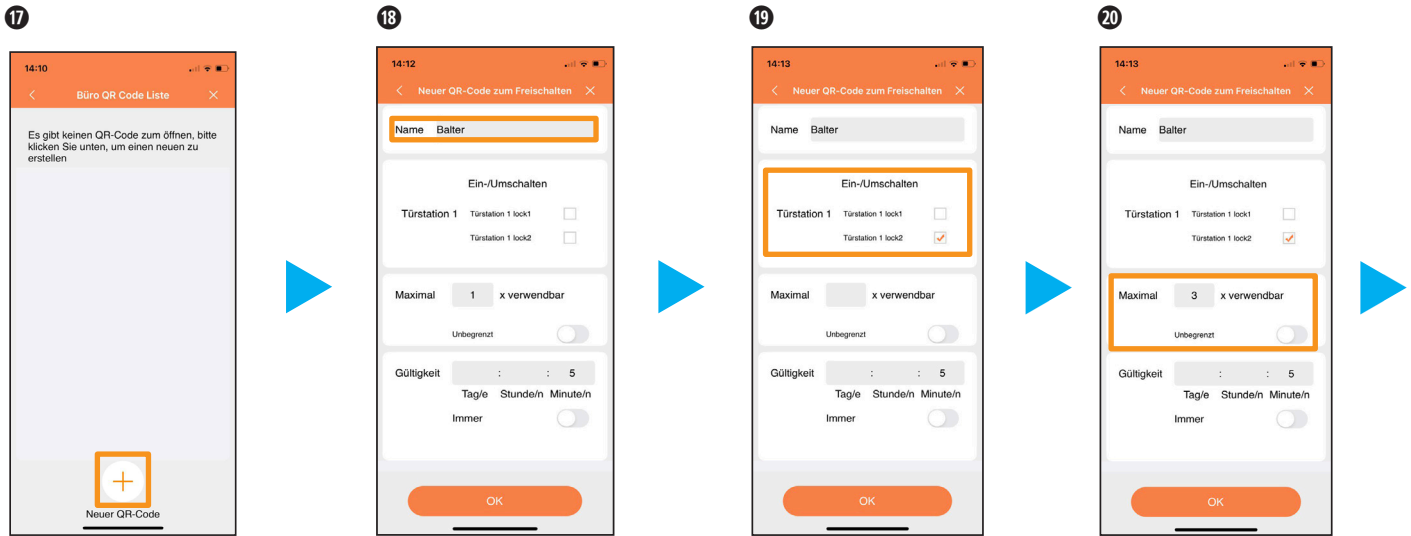 17
14:10
Büro QR Code Liste
Es gibt keinen QR-Code zum öffnen, bitte
klicken Sie unten, um einen neuen zu
erstellen
Neuer QR-Code
18
14:12
Neuer QR-Code zum Freischalten
Name Balter
Ein-/Umschalten
Türstation 1 Türstation 1 lock1
Türstation 1 lock2
Maximal 1 x verwendbar
Unbegrenzt
Gültigkeit : : 5
Tag/e Stunde/n Minute/n
Immer
OK
19
14:13
Neuer QR-Code zum Freischalten
Name Balter
Ein-/Umschalten
Türstation 1 Türstation 1 lock1
Türstation 1 lock2
Maximal x verwendbar
Unbegrenzt
Gültigkeit : : 5
Tag/e Stunde/n Minute/n
Immer
OK
20
14:13
Neuer QR-Code zum Freischalten
Name Balter
Ein-/Umschalten
Türstation 1 Türstation 1 lock1
Türstation 1 lock2
Maximal 3 x verwendbar
Unbegrenzt
Gültigkeit : : 5
Tag/e Stunde/n Minute/n
Immer
OK